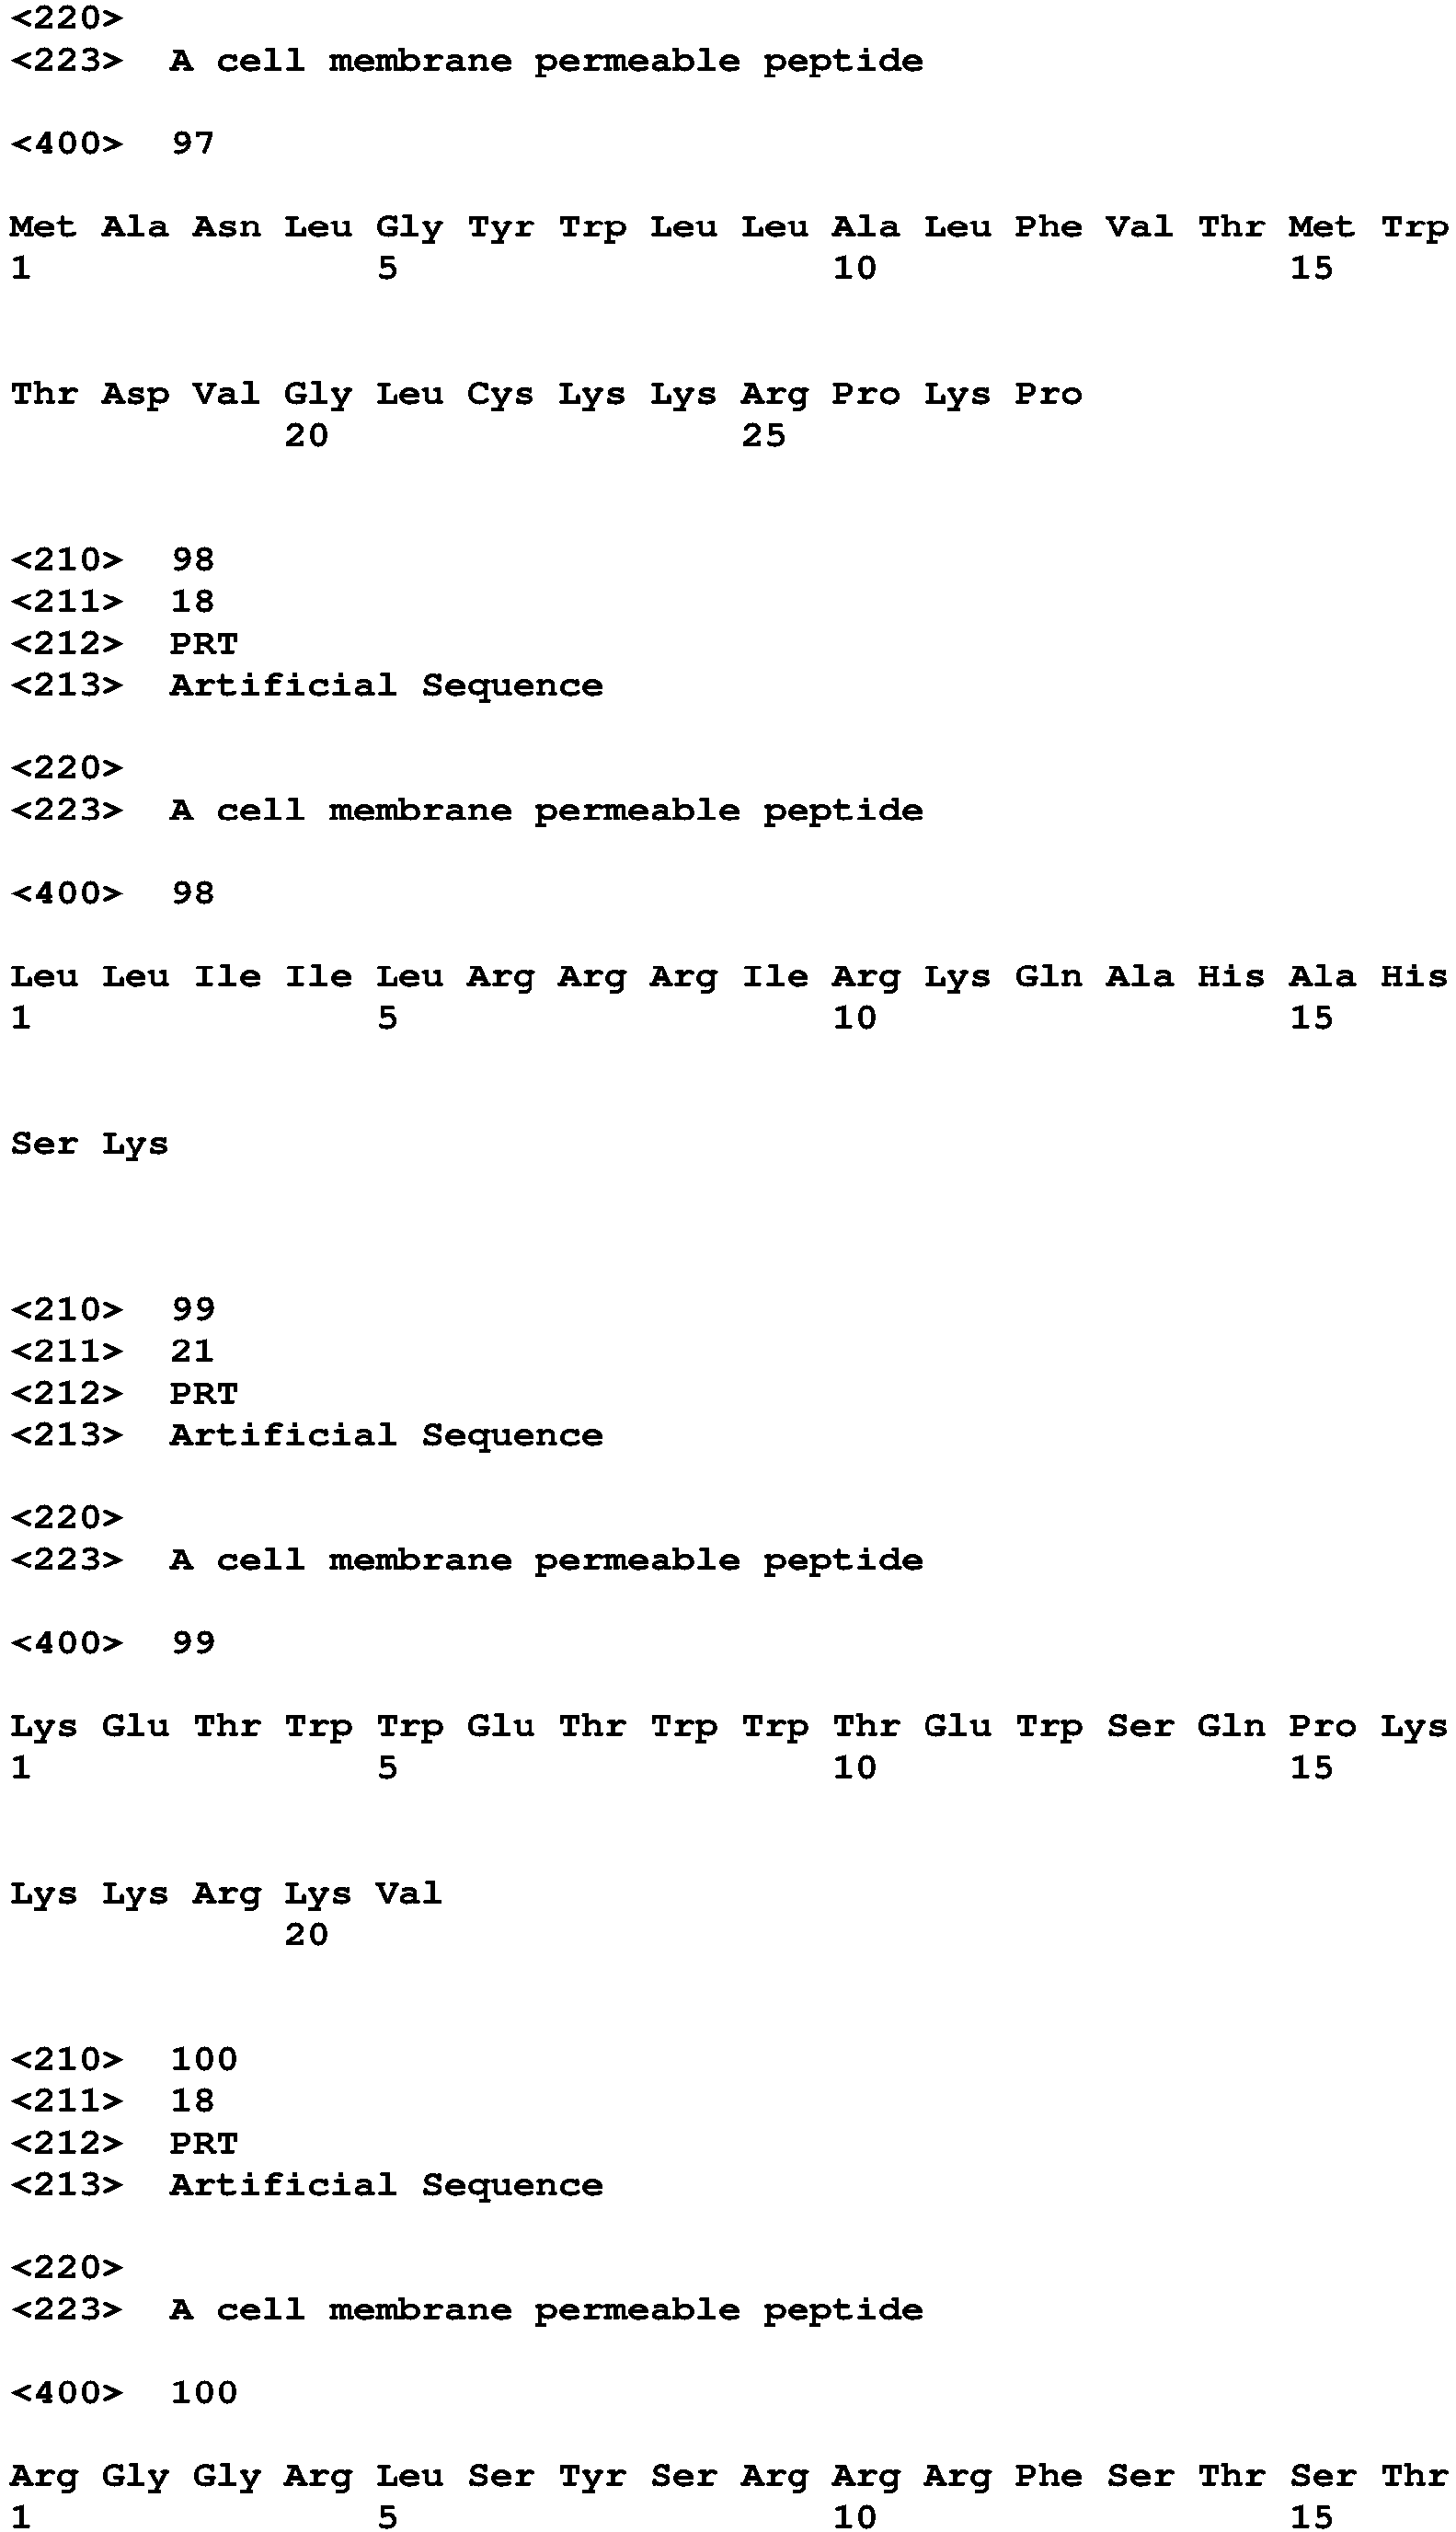 <220>
<223> A cell membrane permeable peptide
<400> 97
Met Ala Asn Leu Gly Tyr Trp Leu Leu Ala Leu Phe Val Thr Met Trp
1 5 10 15
Thr Asp Val Gly Leu Cys Lys Lys Arg Pro Lys Pro
20 25
<210> 98
<211> 18
<212> PRT
<213> Artificial Sequence
<220>
<223> A cell membrane permeable peptide
<400> 98
Leu Leu Ile Ile Leu Arg Arg Arg Ile Arg Lys Gln Ala His Ala His
1 5 10 15
Ser Lys
<210> 99
<211> 21
<212> PRT
<213> Artificial Sequence
<220>
<223> A cell membrane permeable peptide
<400> 99
Lys Glu Thr Trp Trp Glu Thr Trp Trp Thr Glu Trp Ser Gln Pro Lys
1 5 10 15
Lys Lys Arg Lys Val
20
<210> 100
<211> 18
<212> PRT
<213> Artificial Sequence
<220>
<223> A cell membrane permeable peptide
<400> 100
Arg Gly Gly Arg Leu Ser Tyr Ser Arg Arg Arg Phe Ser Thr Ser Thr
1 5 10 15